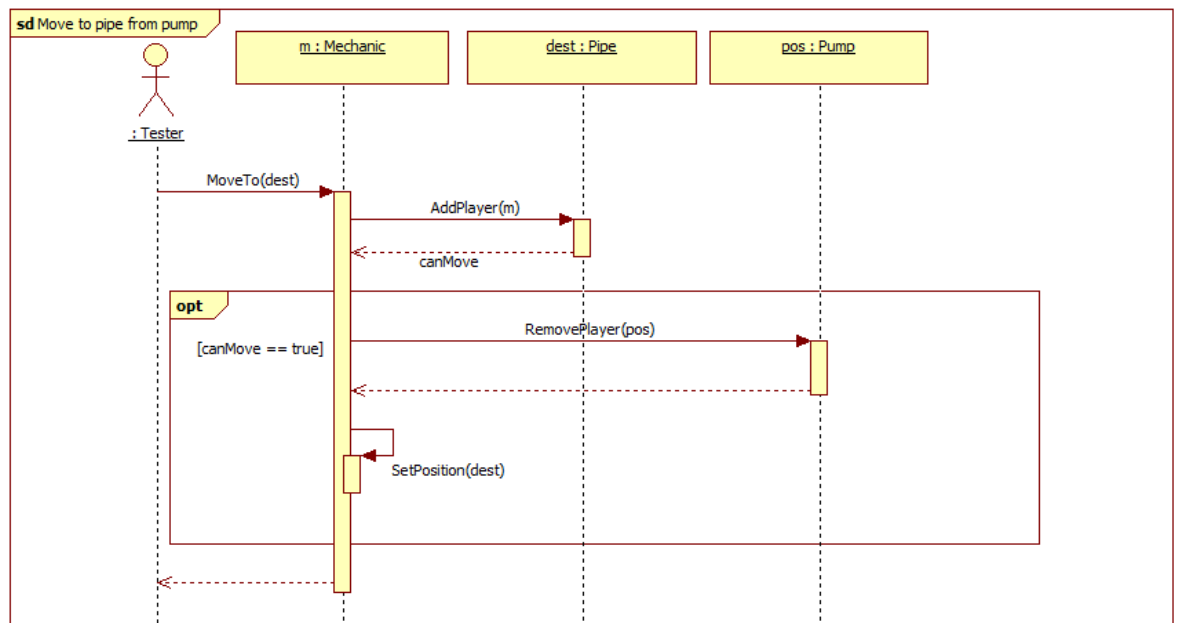 sd Move to pipe from pump
m : Mechanic
dest : Pipe
pos : Pump
: Tester
MoveTo(dest)
AddPlayer(m)
canMove
opt
RemovePlayer(pos)
[canMove == true]
SetPosition(dest)